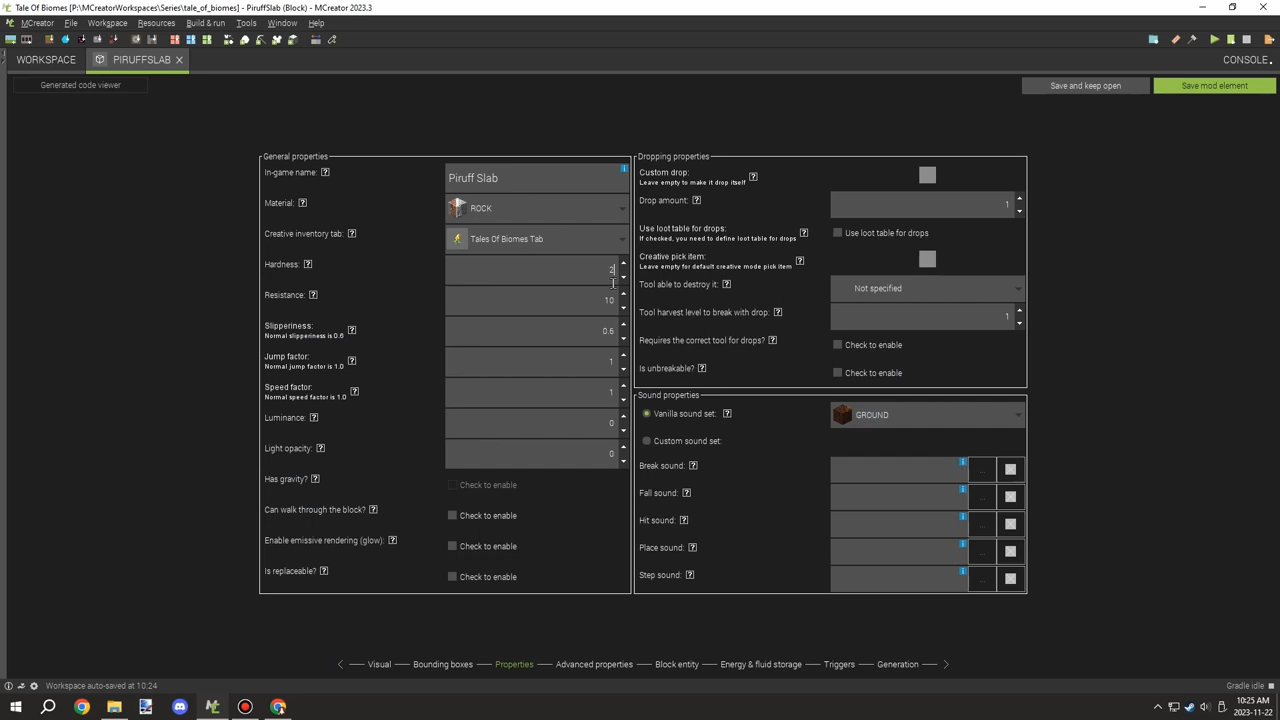 Tale Of Biomes [P:\MCreatorWorkspaces\Series\tale_of_biomes] - PiruffSlab (Block) - MCreator 2023.3
MCreator File Workspace Resources Build & run Tools Window Help
WORKSPACE PIRUFFSLAB CONSOLE
Generated code viewer Save and keep open Save mod element
General properties
In-game name: ? Piruff Slab
Material: ? ROCK
Creative inventory tab: ? Tales Of Biomes Tab
Hardness: ? 2
Resistance: ? 10
Slipperiness: ? 0.6
Normal slipperiness is 0.6
Jump factor: ? 1
Normal jump factor is 1.0
Speed factor: ? 1
Normal speed factor is 1.0
Luminance: ? 0
Light opacity: ? 0
Has gravity? ? Check to enable
Can walk through the block? ? Check to enable
Enable emissive rendering (glow): ? Check to enable
Is replaceable? ? Check to enable
Dropping properties
Custom drop: ?
Leave empty to make it drop itself
Drop amount: ? 1
Use loot table for drops: ? Use loot table for drops
If checked, you need to define loot table for drops
Creative pick item: ?
Leave empty for default creative mode pick item
Tool able to destroy it: ? Not specified
Tool harvest level to break with drop: ? 1
Requires the correct tool for drops? ? Check to enable
Is unbreakable? ? Check to enable
Sound properties
Vanilla sound set: ? GROUND
Custom sound set:
Break sound: ? ...
Fall sound: ? ...
Hit sound: ? ...
Place sound: ? ...
Step sound: ? ...
Visual Bounding boxes Properties Advanced properties Block entity Energy & fluid storage Triggers Generation
Workspace auto-saved at 10:24 Gradle idle
10:25 AM
2023-11-22